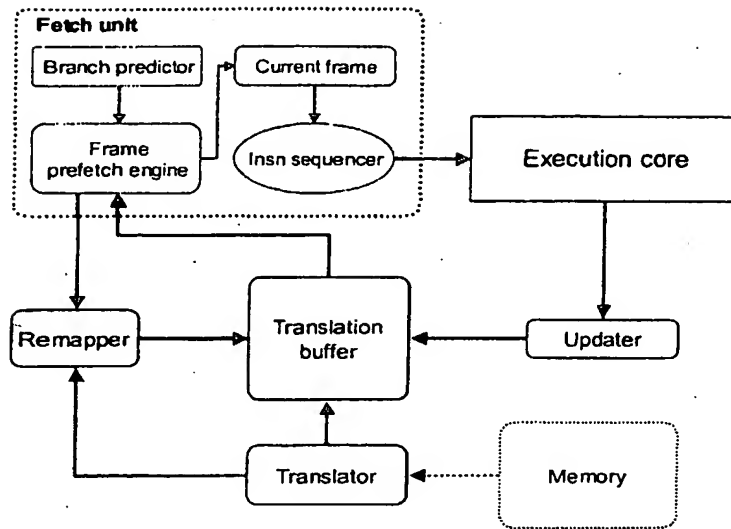 Fetch unit
Branch predictor
Current frame
Frame
prefetch engine
Insn sequencer
Execution core
Remapper
Translation
buffer
Updater
Translator
Memory